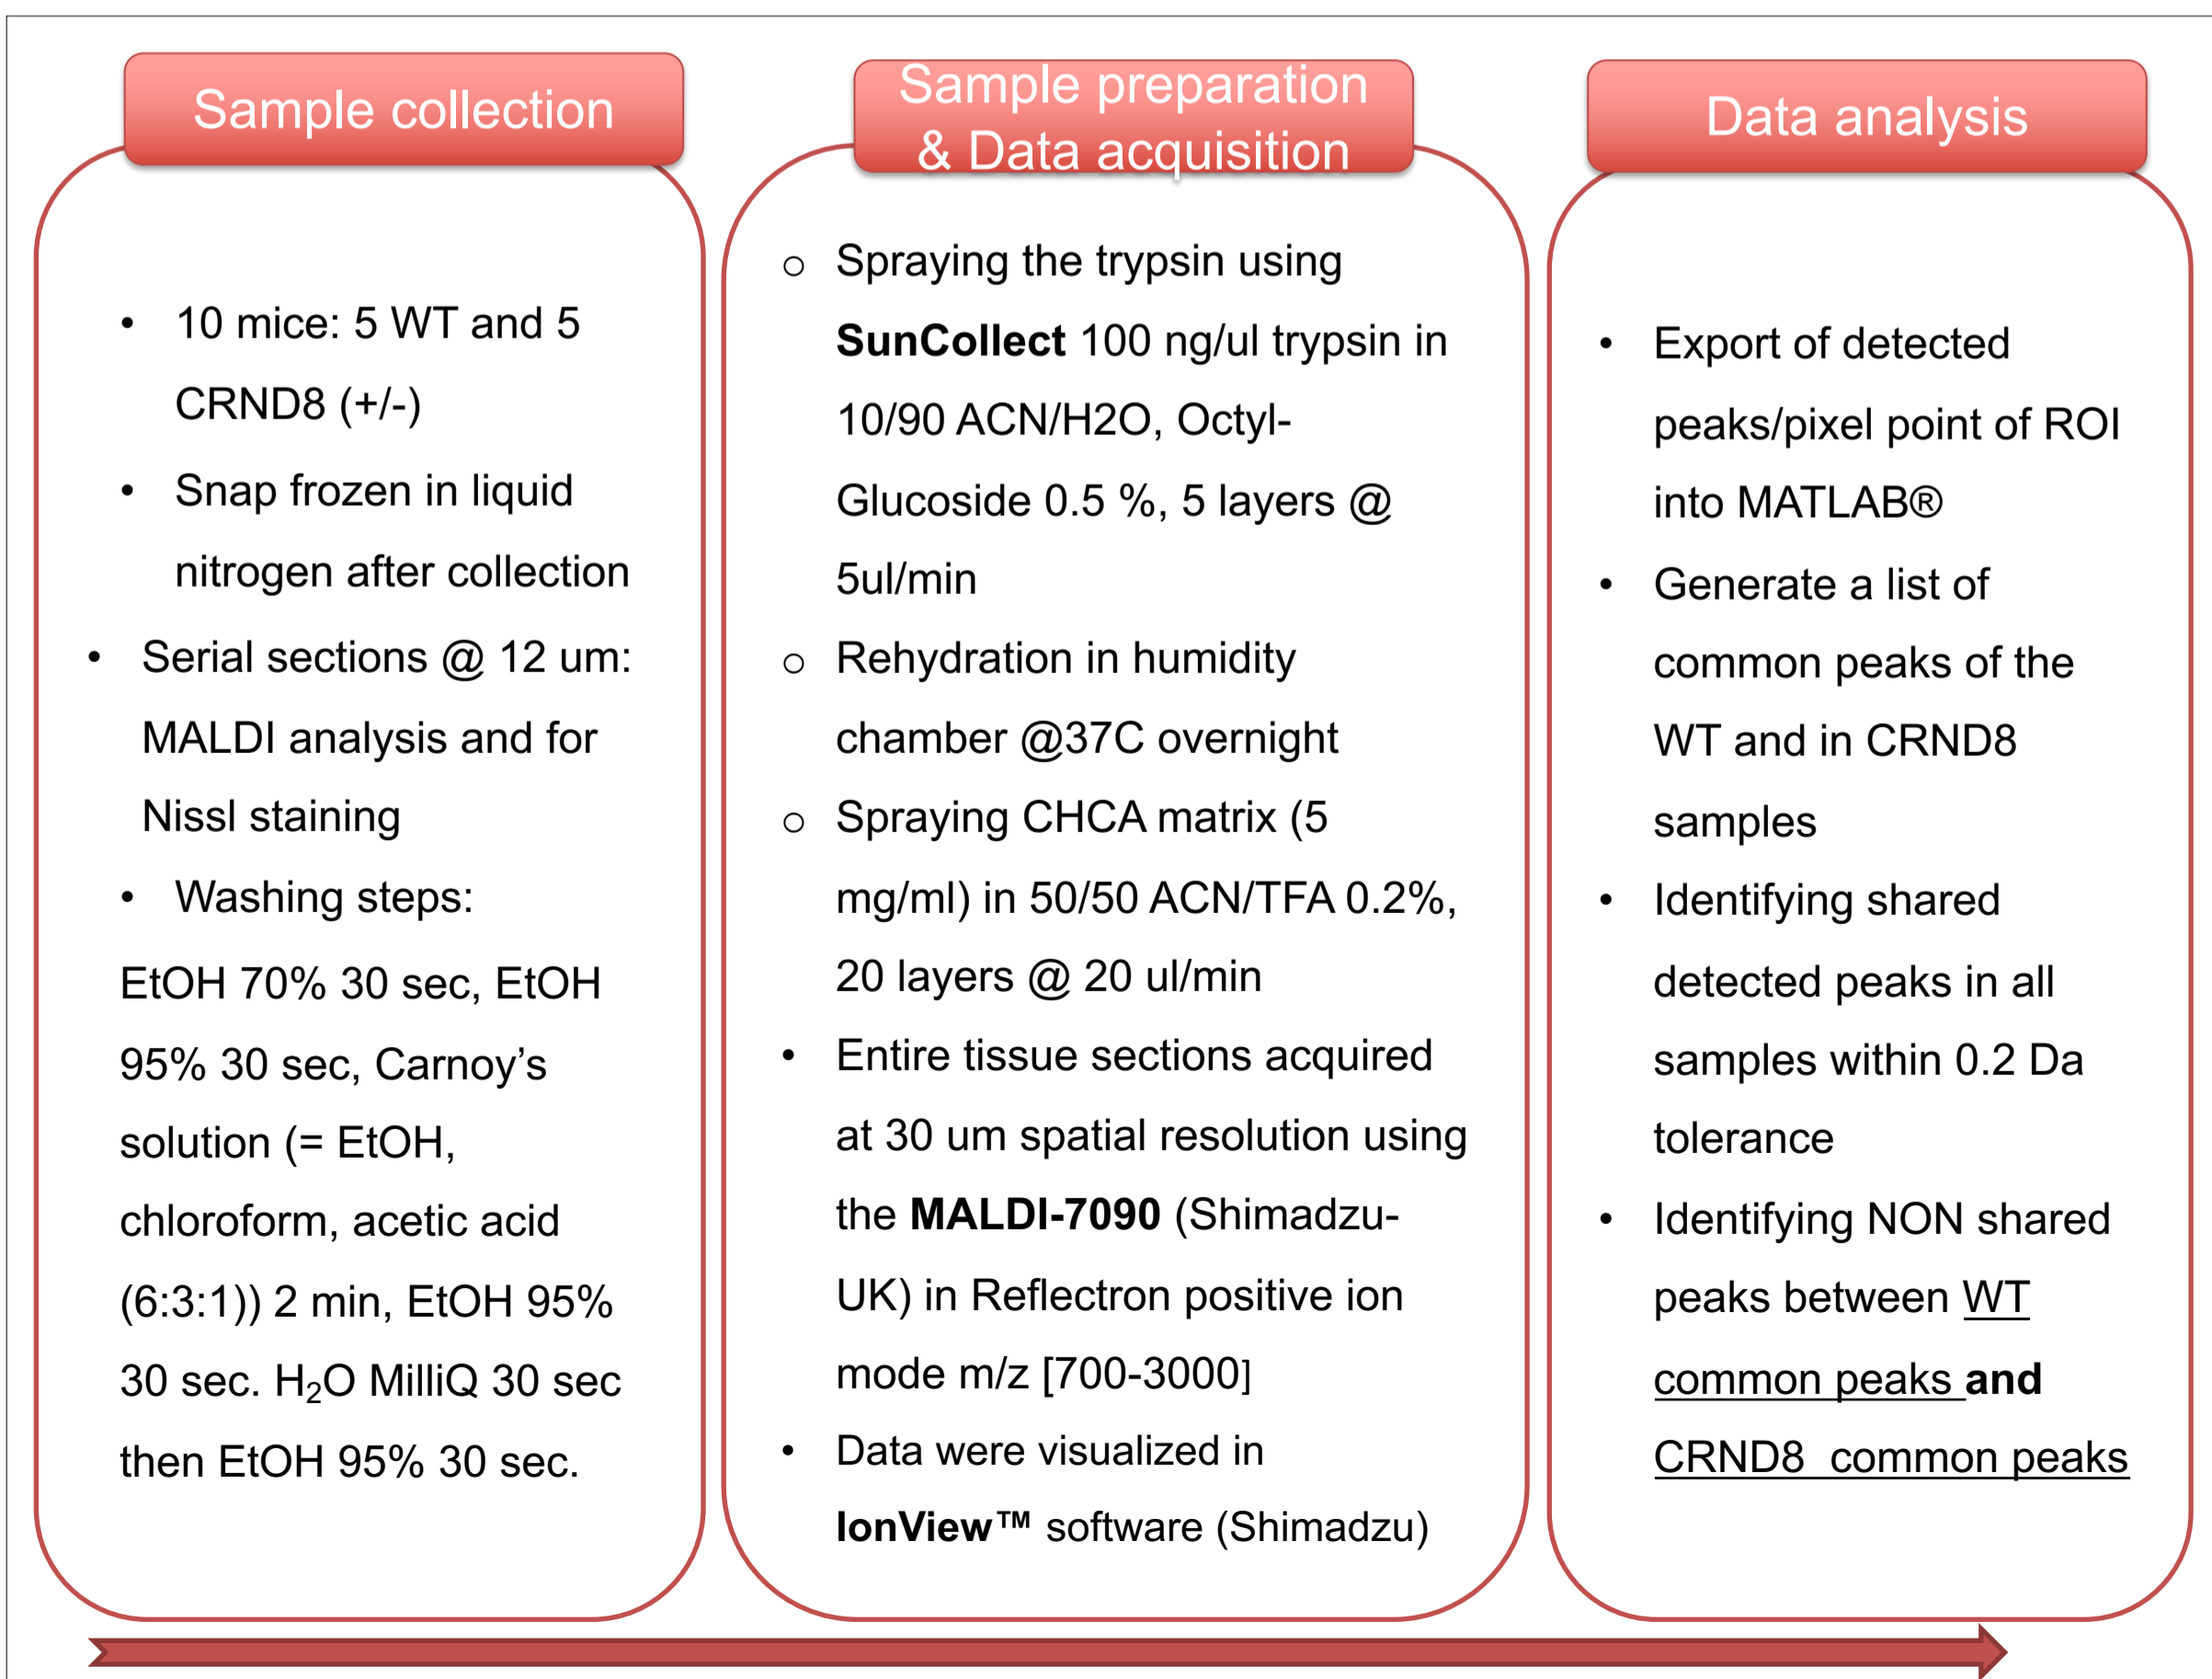 Sample collection
• 10 mice: 5 WT and 5
CRND8 (+/-)
• Snap frozen in liquid
nitrogen after collection
• Serial sections @ 12 um:
MALDI analysis and for
Nissl staining
• Washing steps:
EtOH 70% 30 sec, EtOH
95% 30 sec, Carnoy’s
solution (= EtOH,
chloroform, acetic acid
(6:3:1)) 2 min, EtOH 95%
30 sec. H₂O MilliQ 30 sec
then EtOH 95% 30 sec.
Sample preparation
& Data acquisition
o Spraying the trypsin using
SunCollect 100 ng/ul trypsin in
10/90 ACN/H2O, Octyl-
Glucoside 0.5 %, 5 layers @
5ul/min
o Rehydration in humidity
chamber @37C overnight
o Spraying CHCA matrix (5
mg/ml) in 50/50 ACN/TFA 0.2%,
20 layers @ 20 ul/min
• Entire tissue sections acquired
at 30 um spatial resolution using
the MALDI-7090 (Shimadzu-
UK) in Reflectron positive ion
mode m/z [700-3000]
• Data were visualized in
IonView™ software (Shimadzu)
Data analysis
• Export of detected
peaks/pixel point of ROI
into MATLAB®
• Generate a list of
common peaks of the
WT and in CRND8
samples
• Identifying shared
detected peaks in all
samples within 0.2 Da
tolerance
• Identifying NON shared
peaks between WT
common peaks and
CRND8 common peaks